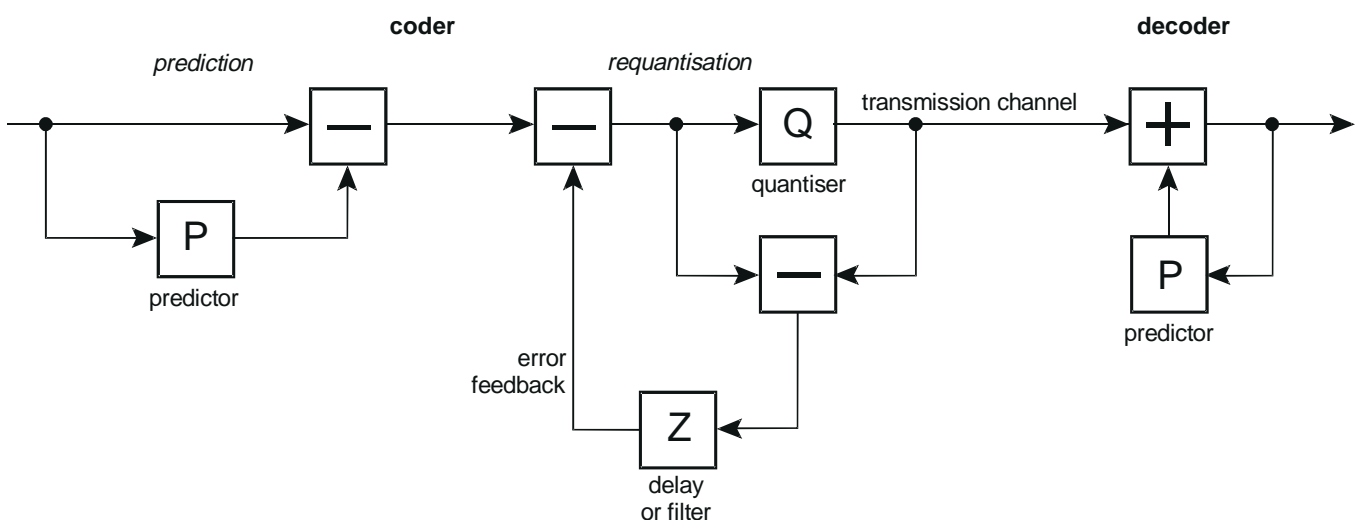 coder
decoder
prediction
requantisation
transmission channel
−
−
Q
+
quantiser
P
predictor
−
P
predictor
error
feedback
Z
delay
or filter